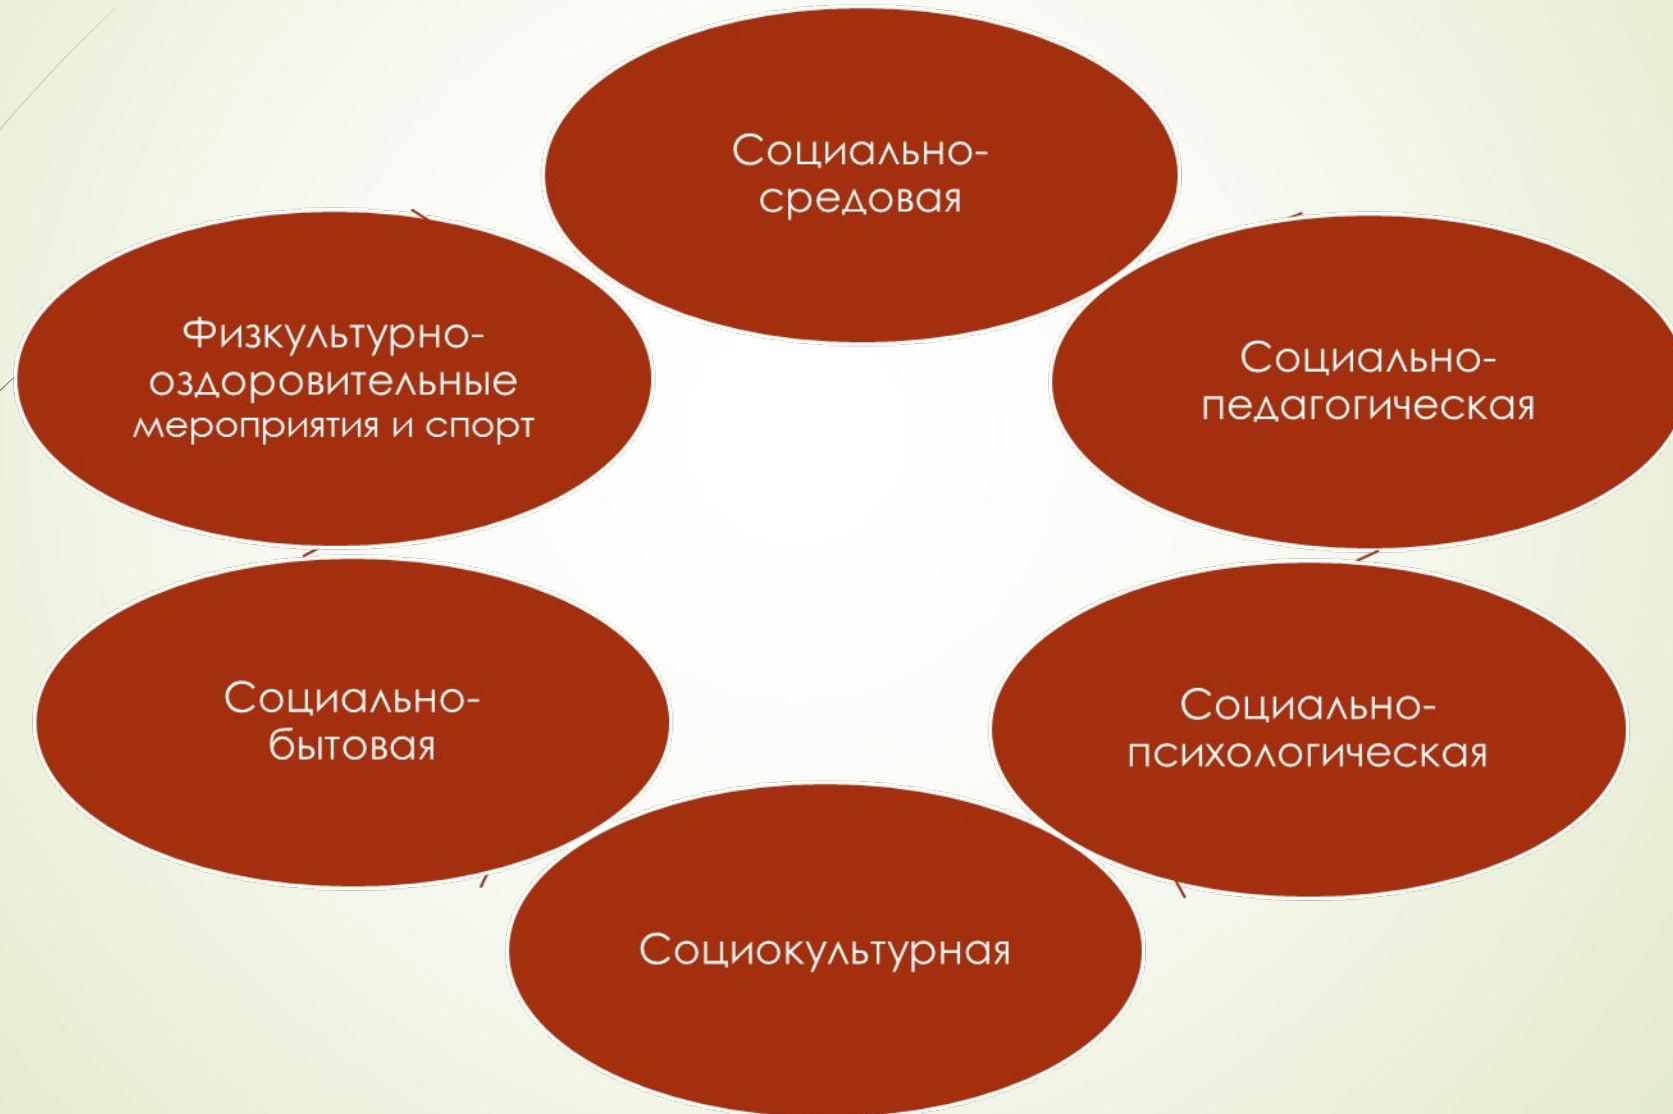 Социально-
средовая
Физкультурно-
оздоровительные
мероприятия и спорт
Социально-
педагогическая
Социально-
бытовая
Социально-
психологическая
Социокультурная